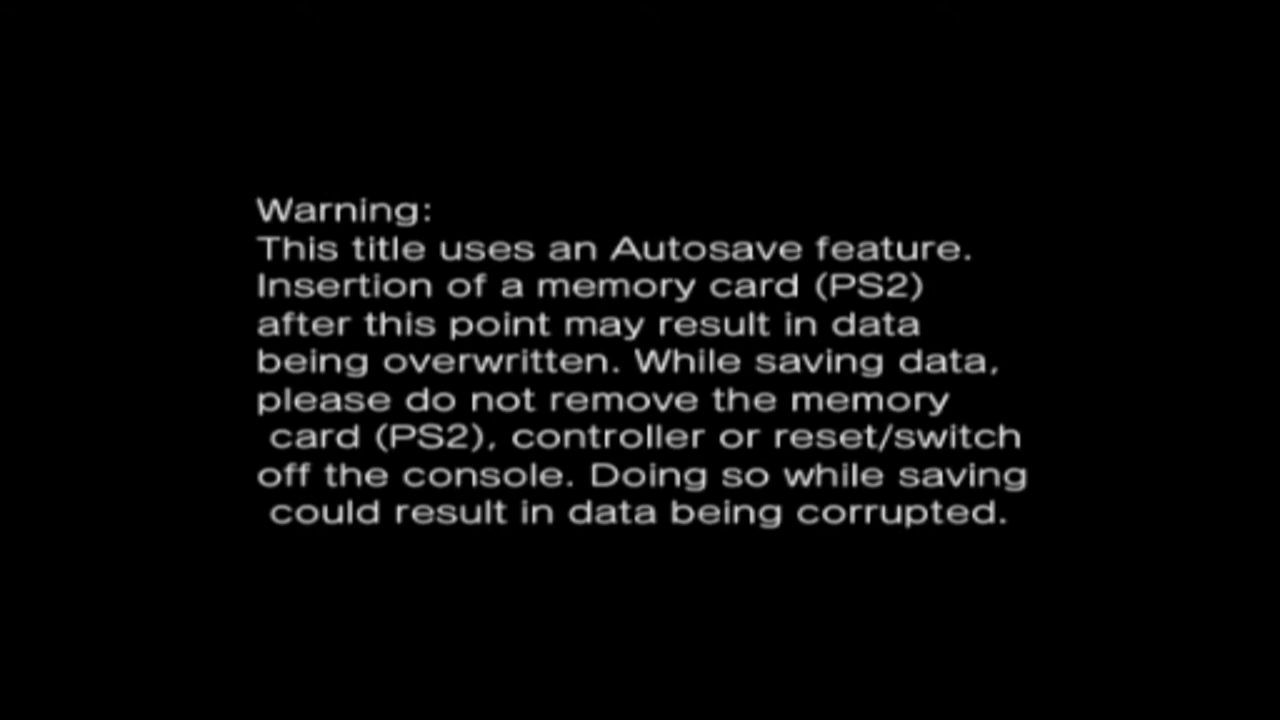 Warning:
This title uses an Autosave feature.
Insertion of a memory card (PS2)
after this point may result in data
being overwritten. While saving data,
please do not remove the memory
card (PS2), controller or reset/switch
off the console. Doing so while saving
could result in data being corrupted.